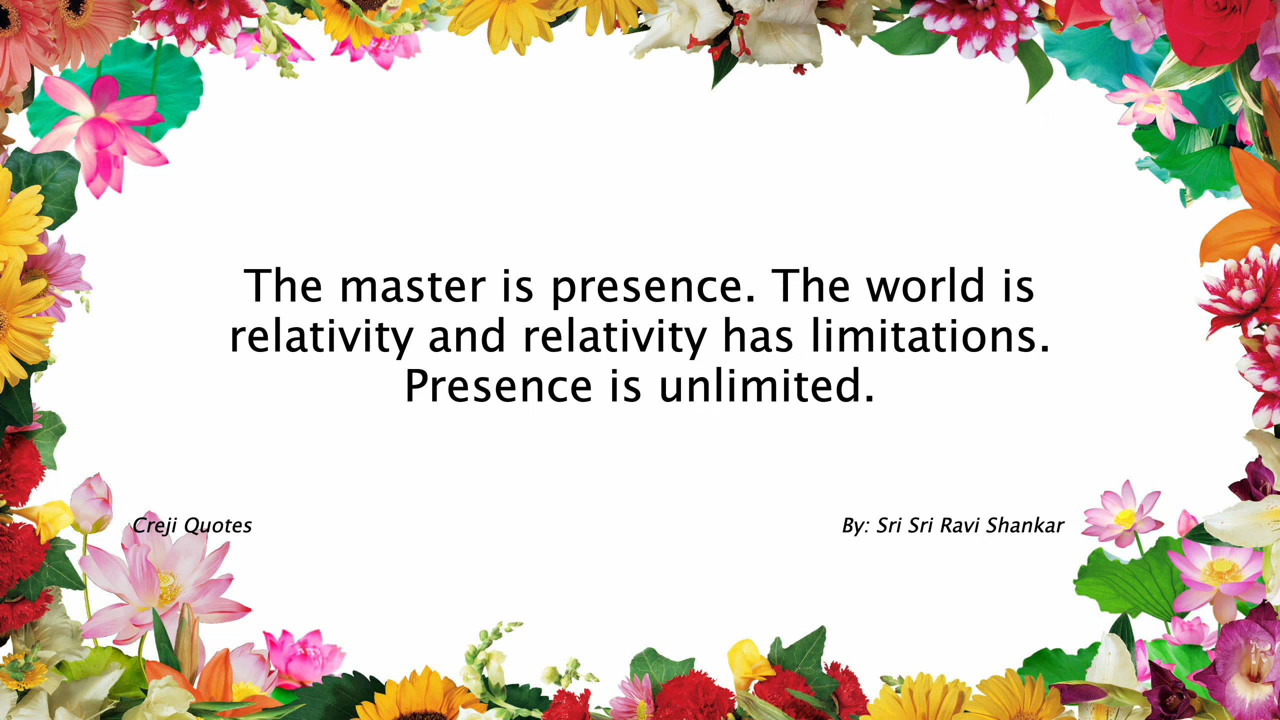 The master is presence. The world is
relativity and relativity has limitations.
Presence is unlimited.
Creji Quotes
By: Sri Sri Ravi Shankar